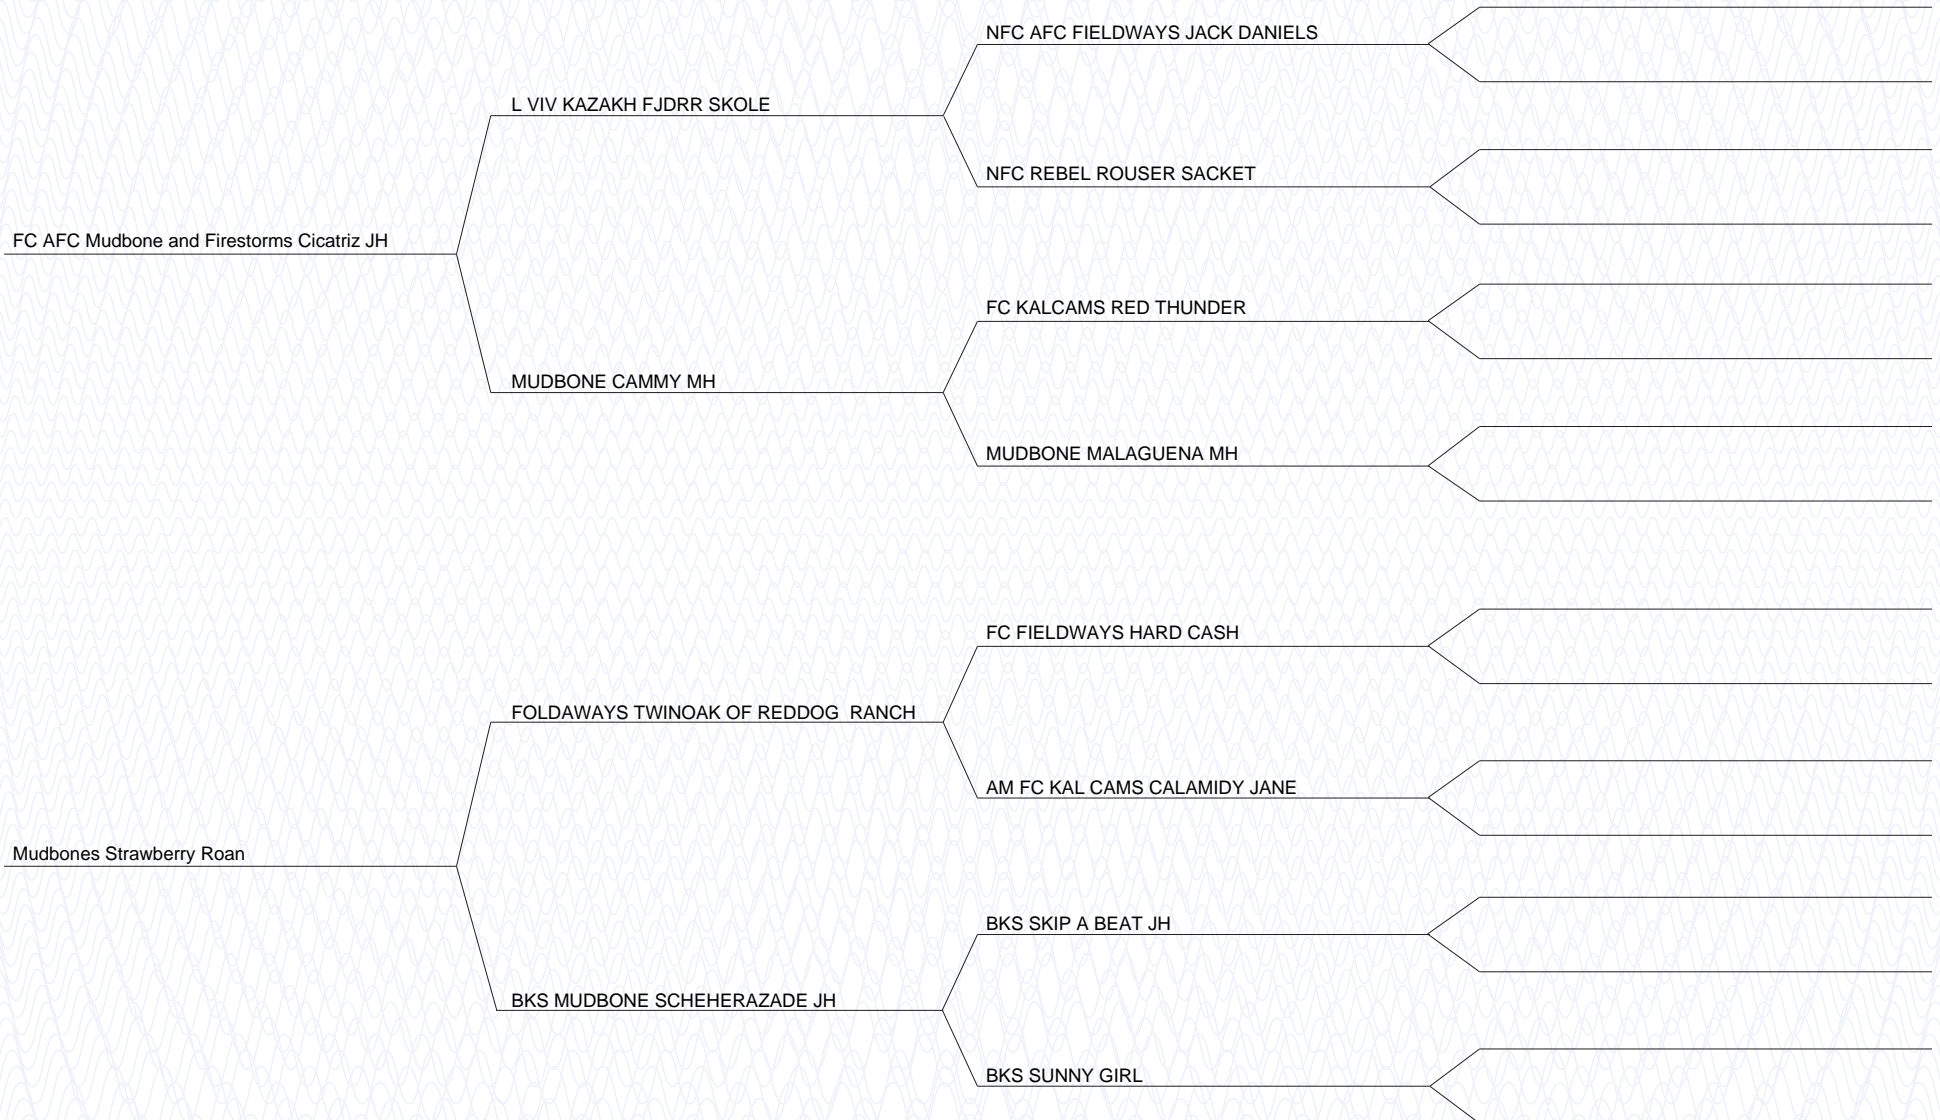 NFC AFC FIELDWAYS JACK DANIELS
L VIV KAZAKH FJDRR SKOLE
NFC REBEL ROUSER SACKET
FC AFC Mudbone and Firestorms Cicatriz JH
FC KALCAMS RED THUNDER
MUDBONE CAMMY MH
MUDBONE MALAGUENA MH
FC FIELDWAYS HARD CASH
FOLDAWAYS TWINOAK OF REDDOG  RANCH
AM FC KAL CAMS CALAMIDY JANE
Mudbones Strawberry Roan
BKS SKIP A BEAT JH
BKS MUDBONE SCHEHERAZADE JH
BKS SUNNY GIRL